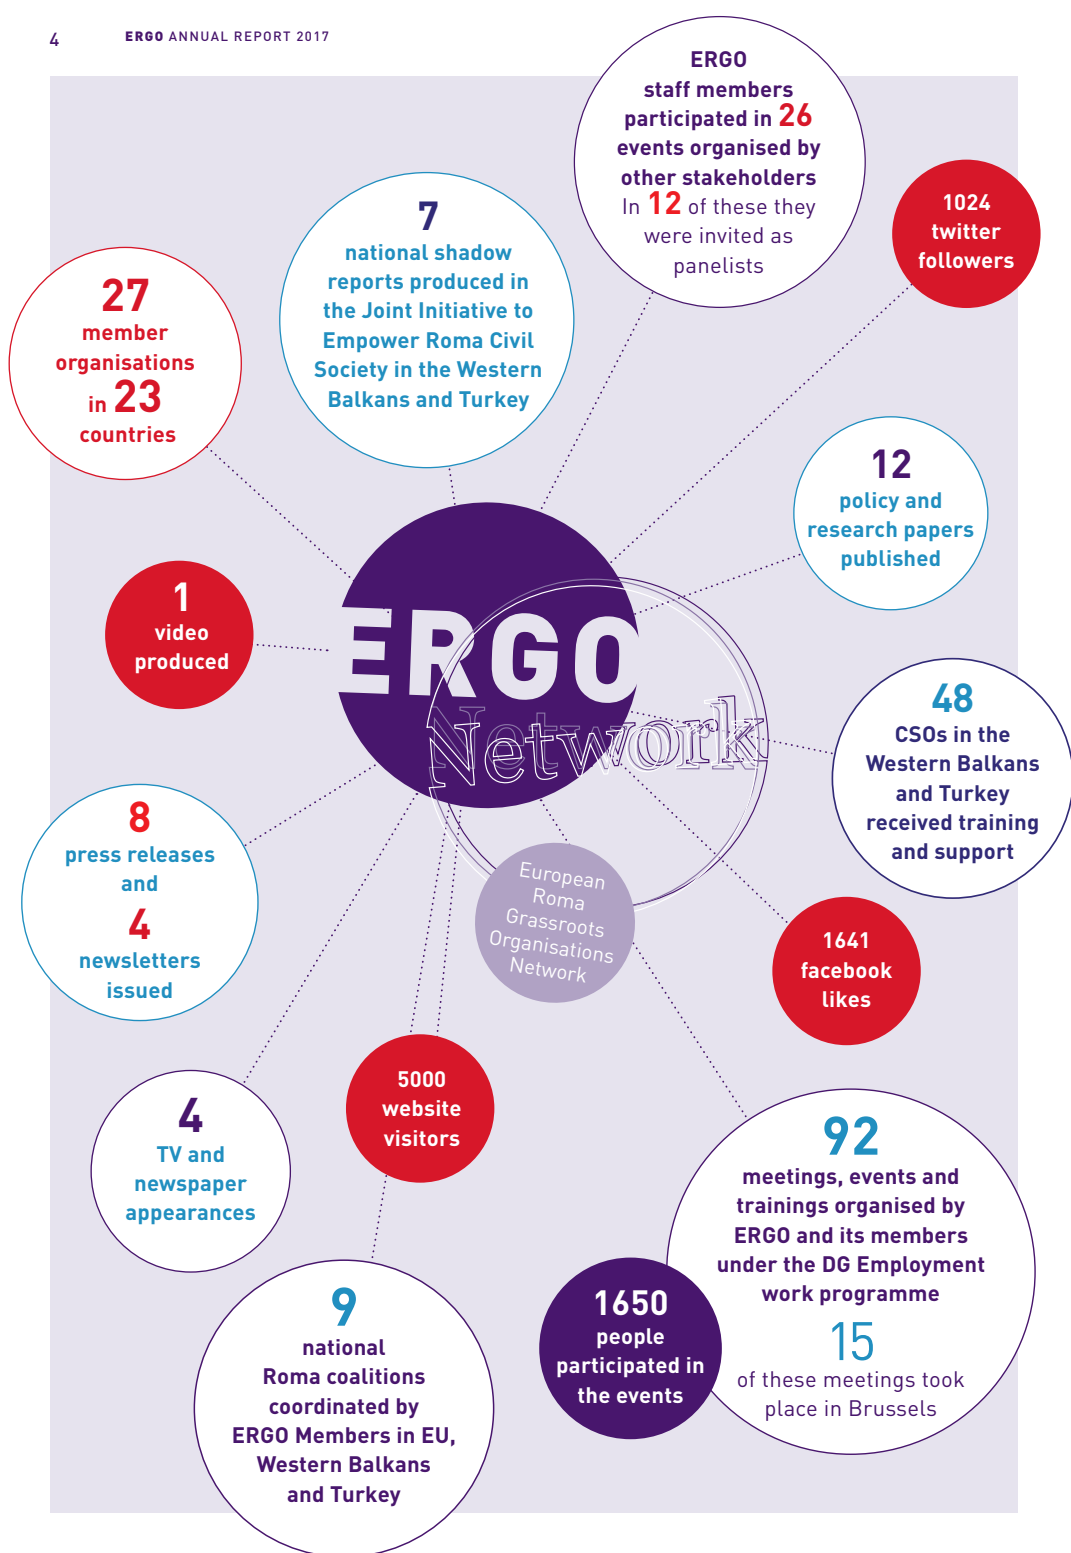 4
ERGO ANNUAL REPORT 2017
ERGO
staff members
participated in 26
events organised by
other stakeholders
In 12 of these they
were invited as
panelists
1024
twitter
followers
7
national shadow
reports produced in
the Joint Initiative to
Empower Roma Civil
Society in the Western
Balkans and Turkey
27
member
organisations
in 23
countries
12
policy and
research papers
published
1
video
produced
ERGO
Network
European
Roma
Grassroots
Organisations
Network
48
CSOs in the
Western Balkans
and Turkey
received training
and support
8
press releases
and
4
newsletters
issued
1641
facebook
likes
5000
website
visitors
4
TV and
newspaper
appearances
92
meetings, events and
trainings organised by
ERGO and its members
under the DG Employment
work programme
15
of these meetings took
place in Brussels
1650
people
participated in
the events
9
national
Roma coalitions
coordinated by
ERGO Members in EU,
Western Balkans
and Turkey